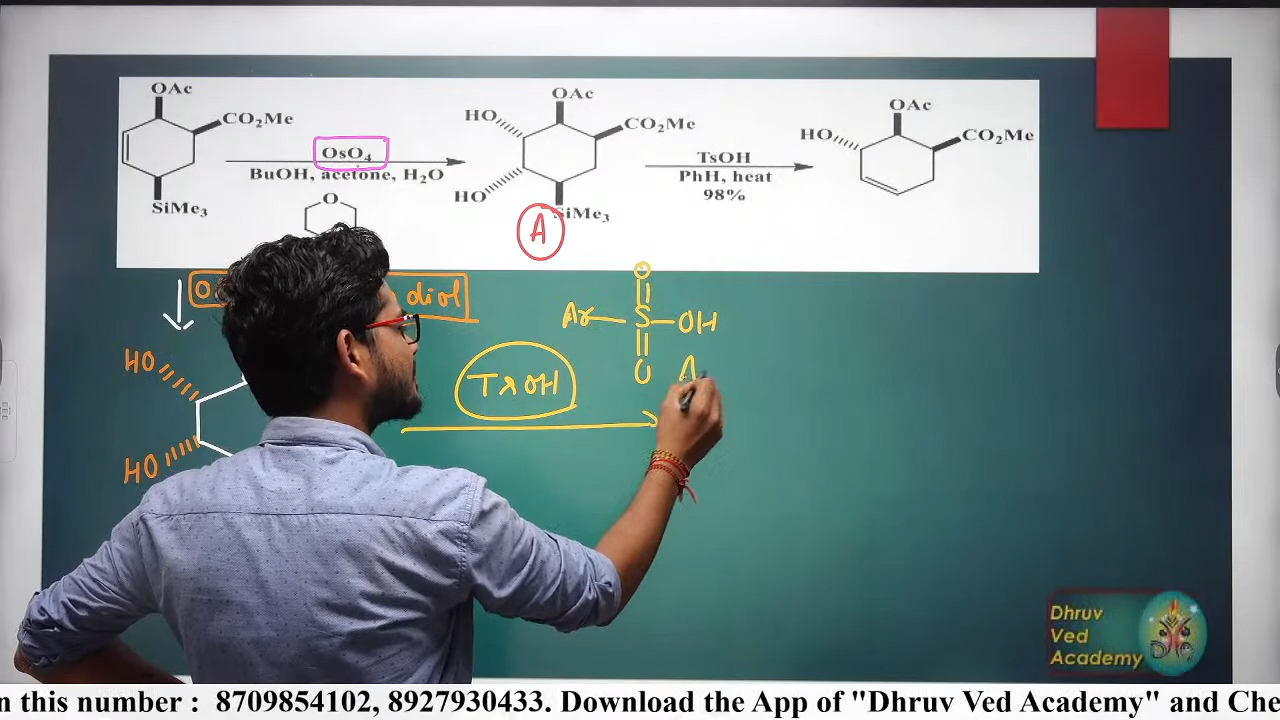 OAc
CO2Me
SiMe3
OsO4
BuOH, acetone, H2O
O
OAc
HO
CO2Me
HO
SiMe3
A
TsOH
PhH, heat
98%
OAc
HO
CO2Me
diol
HO
HO
TsOH
O
Ar S OH
O
Dhruv
Ved
Academy
n this number : 8709854102, 8927930433. Download the App of "Dhruv Ved Academy" and Che